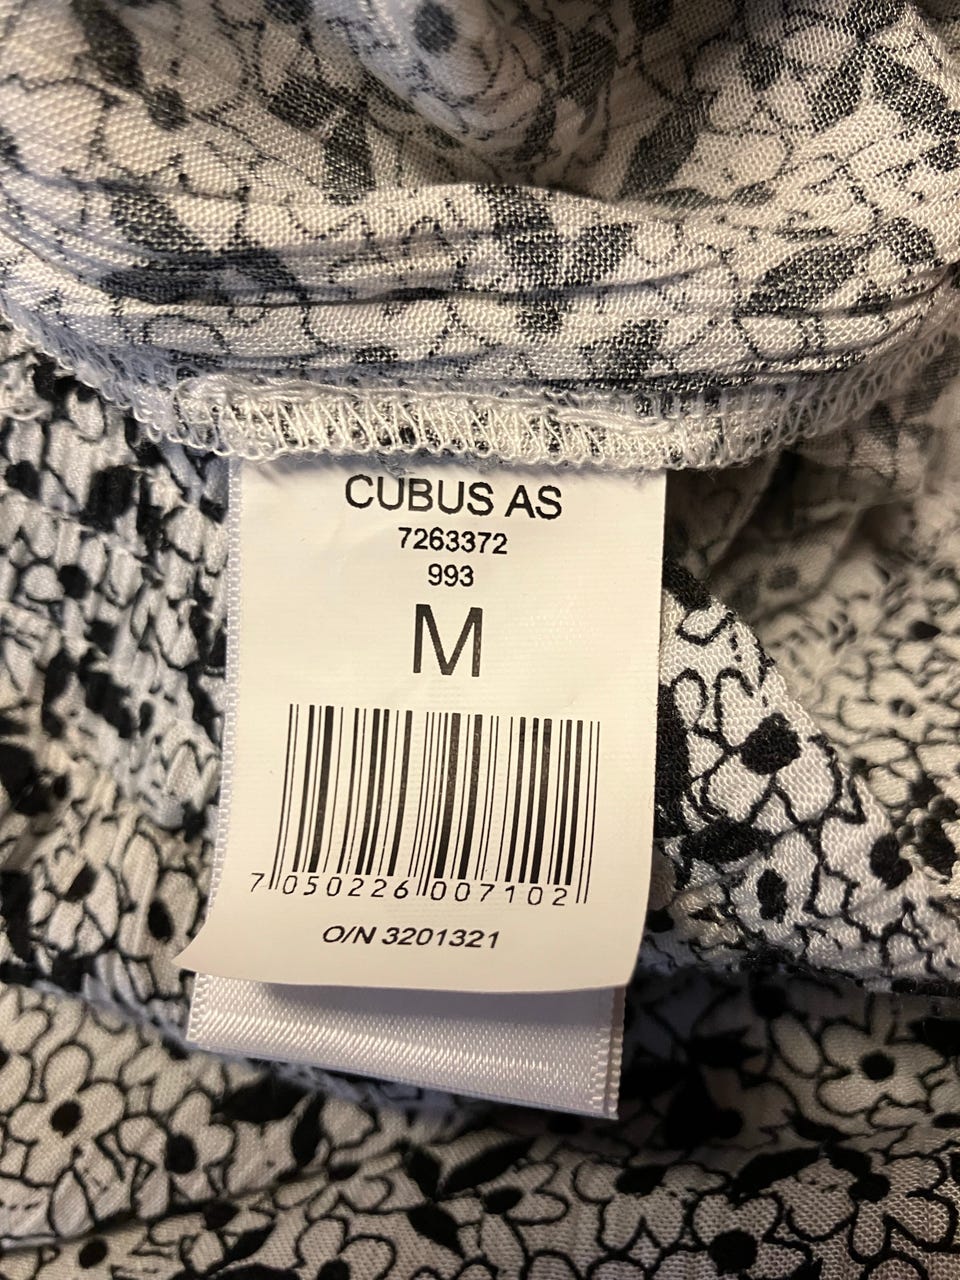 CUBUS AS
7263372
993
M
7 050226 007102
O/N 3201321